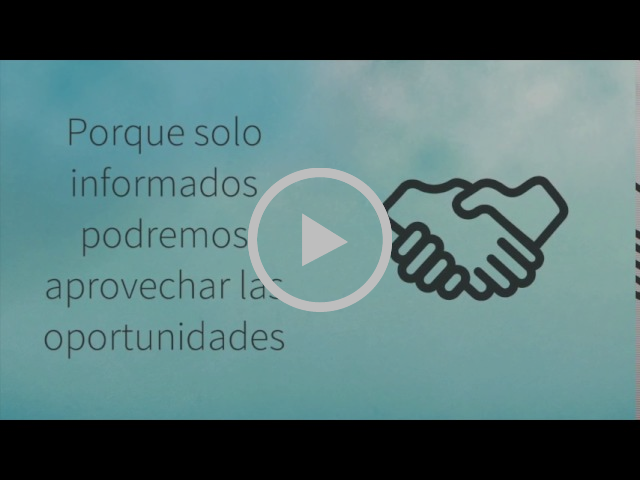 Porque solo
informados
podremos
aprovechar las
oportunidades